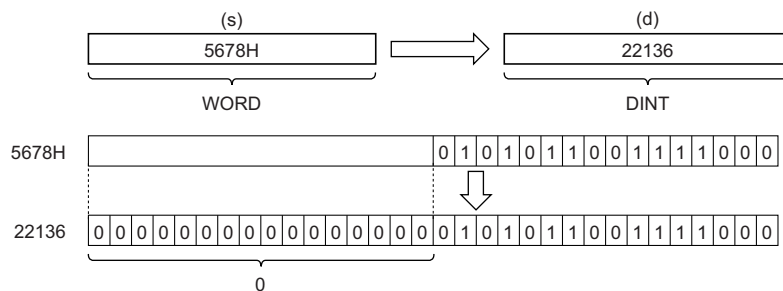 (s) (d)
5678H 22136
WORD DINT
5678H 0 1 0 1 0 1 1 0 0 1 1 1 1 0 0 0
22136 0 0 0 0 0 0 0 0 0 0 0 0 0 0 0 0 0 1 0 1 0 1 1 0 0 1 1 1 1 0 0 0
0